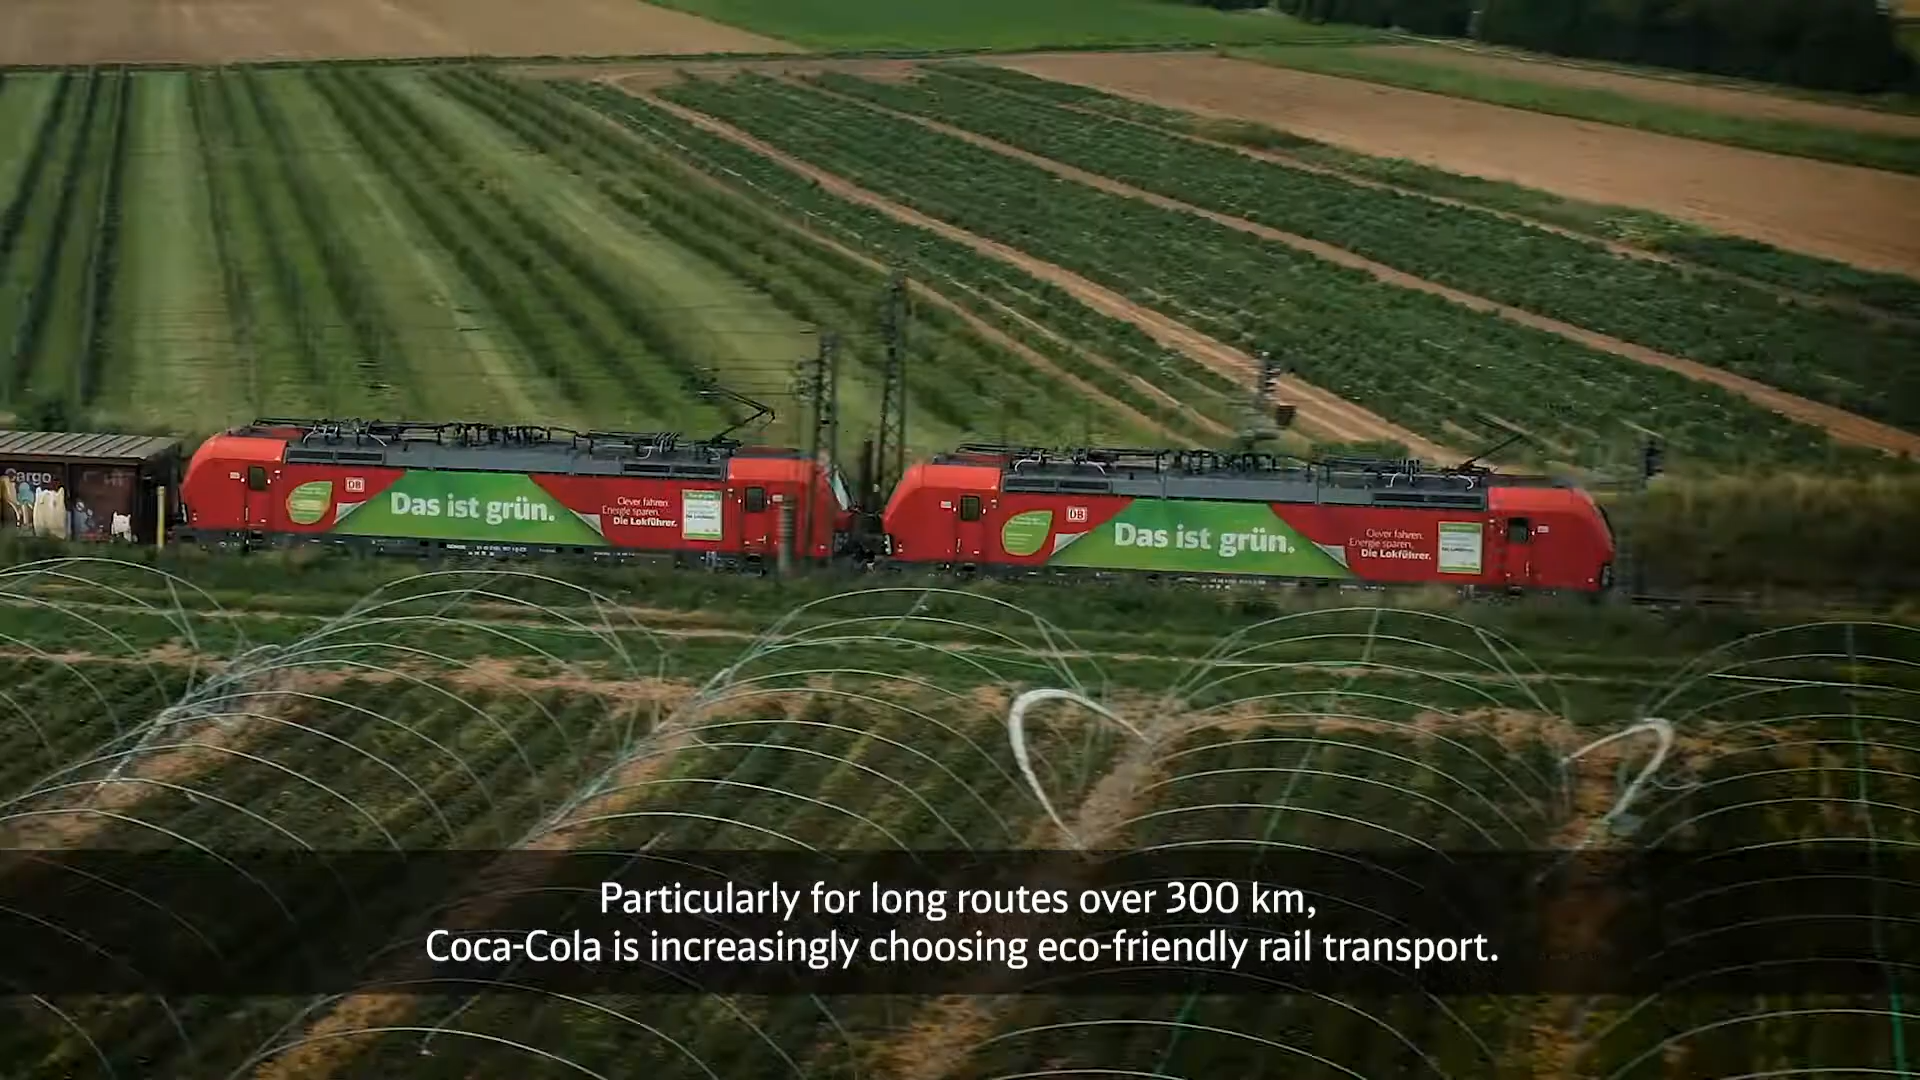 Cargo
DB
Das ist grün.
Clever fahren.
Energie sparen.
Die Lokführer.
DB
Das ist grün.
Clever fahren.
Energie sparen.
Die Lokführer.
Particularly for long routes over 300 km,
Coca-Cola is increasingly choosing eco-friendly rail transport.